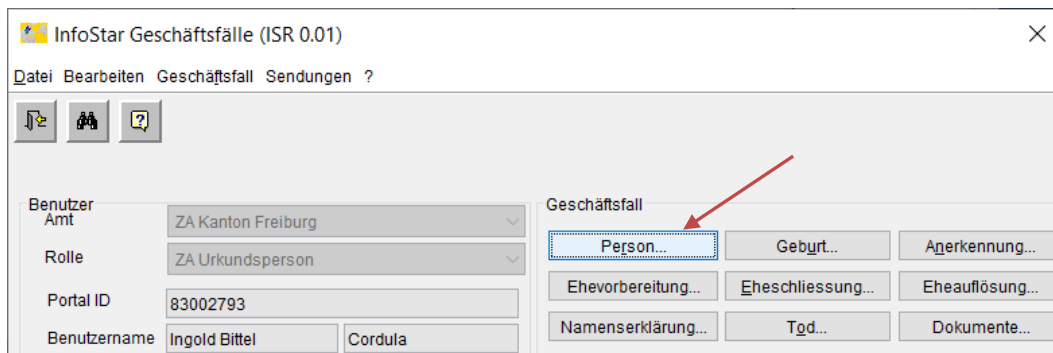 InfoStar Geschäftsfälle (ISR 0.01)
Datei Bearbeiten Geschäftsfall Sendungen ?
Benutzer
Amt ZA Kanton Freiburg
Rolle ZA Urkundsperson
Portal ID 83002793
Benutzername Ingold Bittel Cordula
Geschäftsfall
Person... Geburt... Anerkennung...
Ehevorbereitung... Eheschliessung... Eheauflösung...
Namenserklärung... Tod... Dokumente...